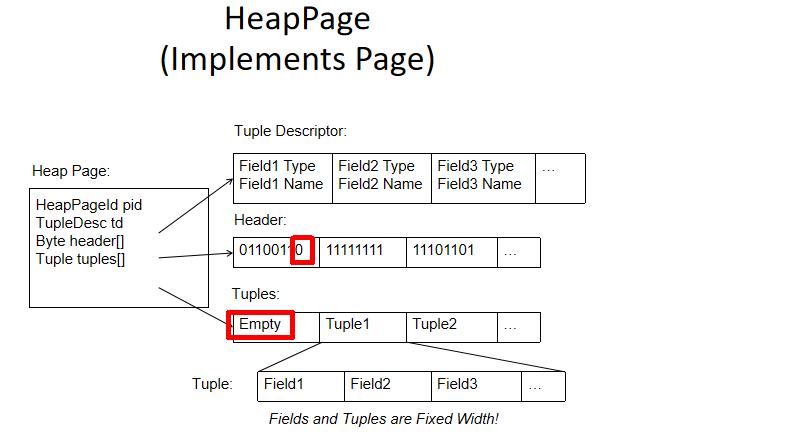 HeapPage
(Implements Page)
Tuple Descriptor:
Heap Page:
Field1 Type Field2 Type Field3 Type …
Field1 Name Field2 Name Field3 Name
HeapPageId pid
TupleDesc td
Byte header[]
Tuple tuples[]
Header:
01100110 11111111 11101101 …
Tuples:
Empty Tuple1 Tuple2 …
Tuple: Field1 Field2 Field3 …
Fields and Tuples are Fixed Width!